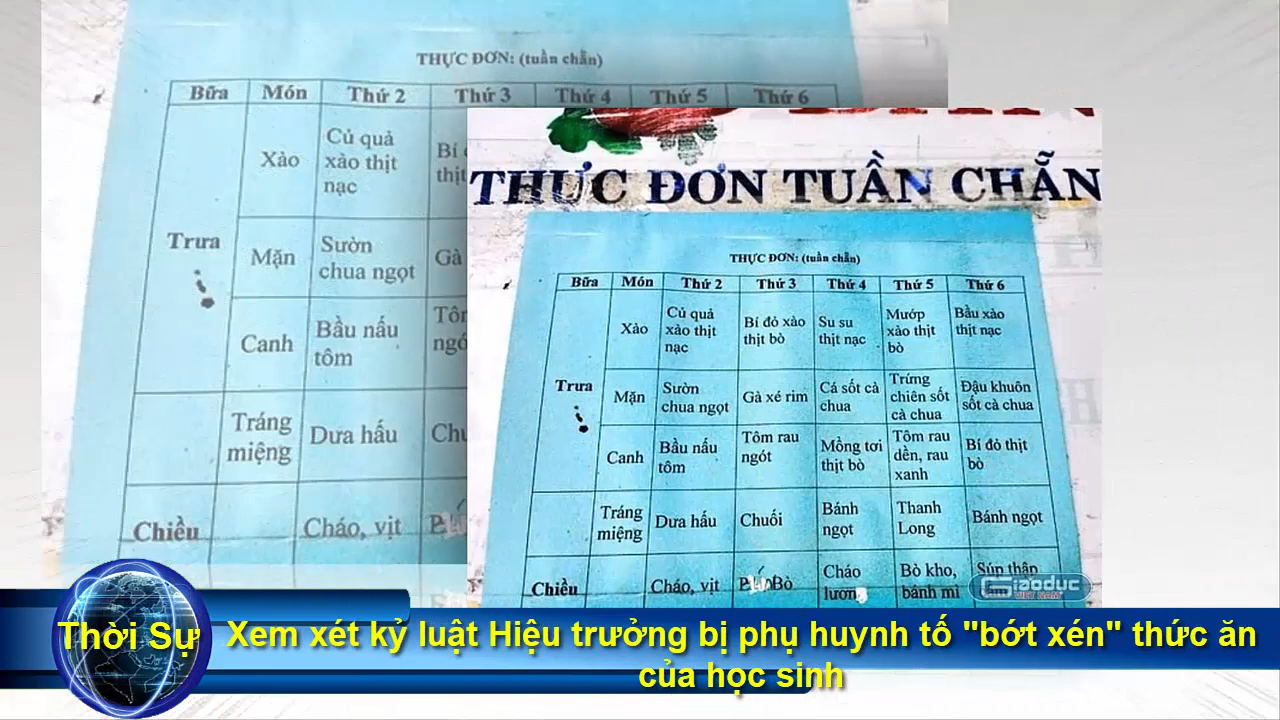 THỰC ĐƠN: (tuần chẵn)
Bữa Món Thứ 2 Thứ 3 Thứ 4 Thứ 5 Thứ 6
Củ quả
Xào xào thịt
nạc
Trưa
Mặn Sườn
chua ngọt Gà
Canh Bầu nấu
tôm
Tráng
miệng Dưa hấu
Chiều Cháo, vịt
THỰC ĐƠN TUẦN CHẴN
THỰC ĐƠN: (tuần chẵn)
Bữa Món Thứ 2 Thứ 3 Thứ 4 Thứ 5 Thứ 6
Củ quả Mướp Bầu xào
Xào xào thịt Bí đỏ xào Su su xào thịt thịt nạc
nạc thịt bò thịt nạc bò
Trưa
Trứng
Mặn Sườn Gà xé rim Cá sốt cà chiên sốt Đậu khuôn
chua ngọt chua cà chua sốt cà chua
Tôm rau Tôm rau
Canh Bầu nấu ngót Mồng tơi dền, rau Bí đỏ thịt
tôm thịt bò xanh bò
Tráng Bánh Thanh
miệng Dưa hấu Chuối ngọt Long Bánh ngọt
Chiều Cháo, vịt Bò Cháo Bò kho, Súp thập
lươn, bánh mì
Giaoduc
VIET NAM
Thời Sự
Xem xét kỷ luật Hiệu trưởng bị phụ huynh tố "bớt xén" thức ăn
của học sinh